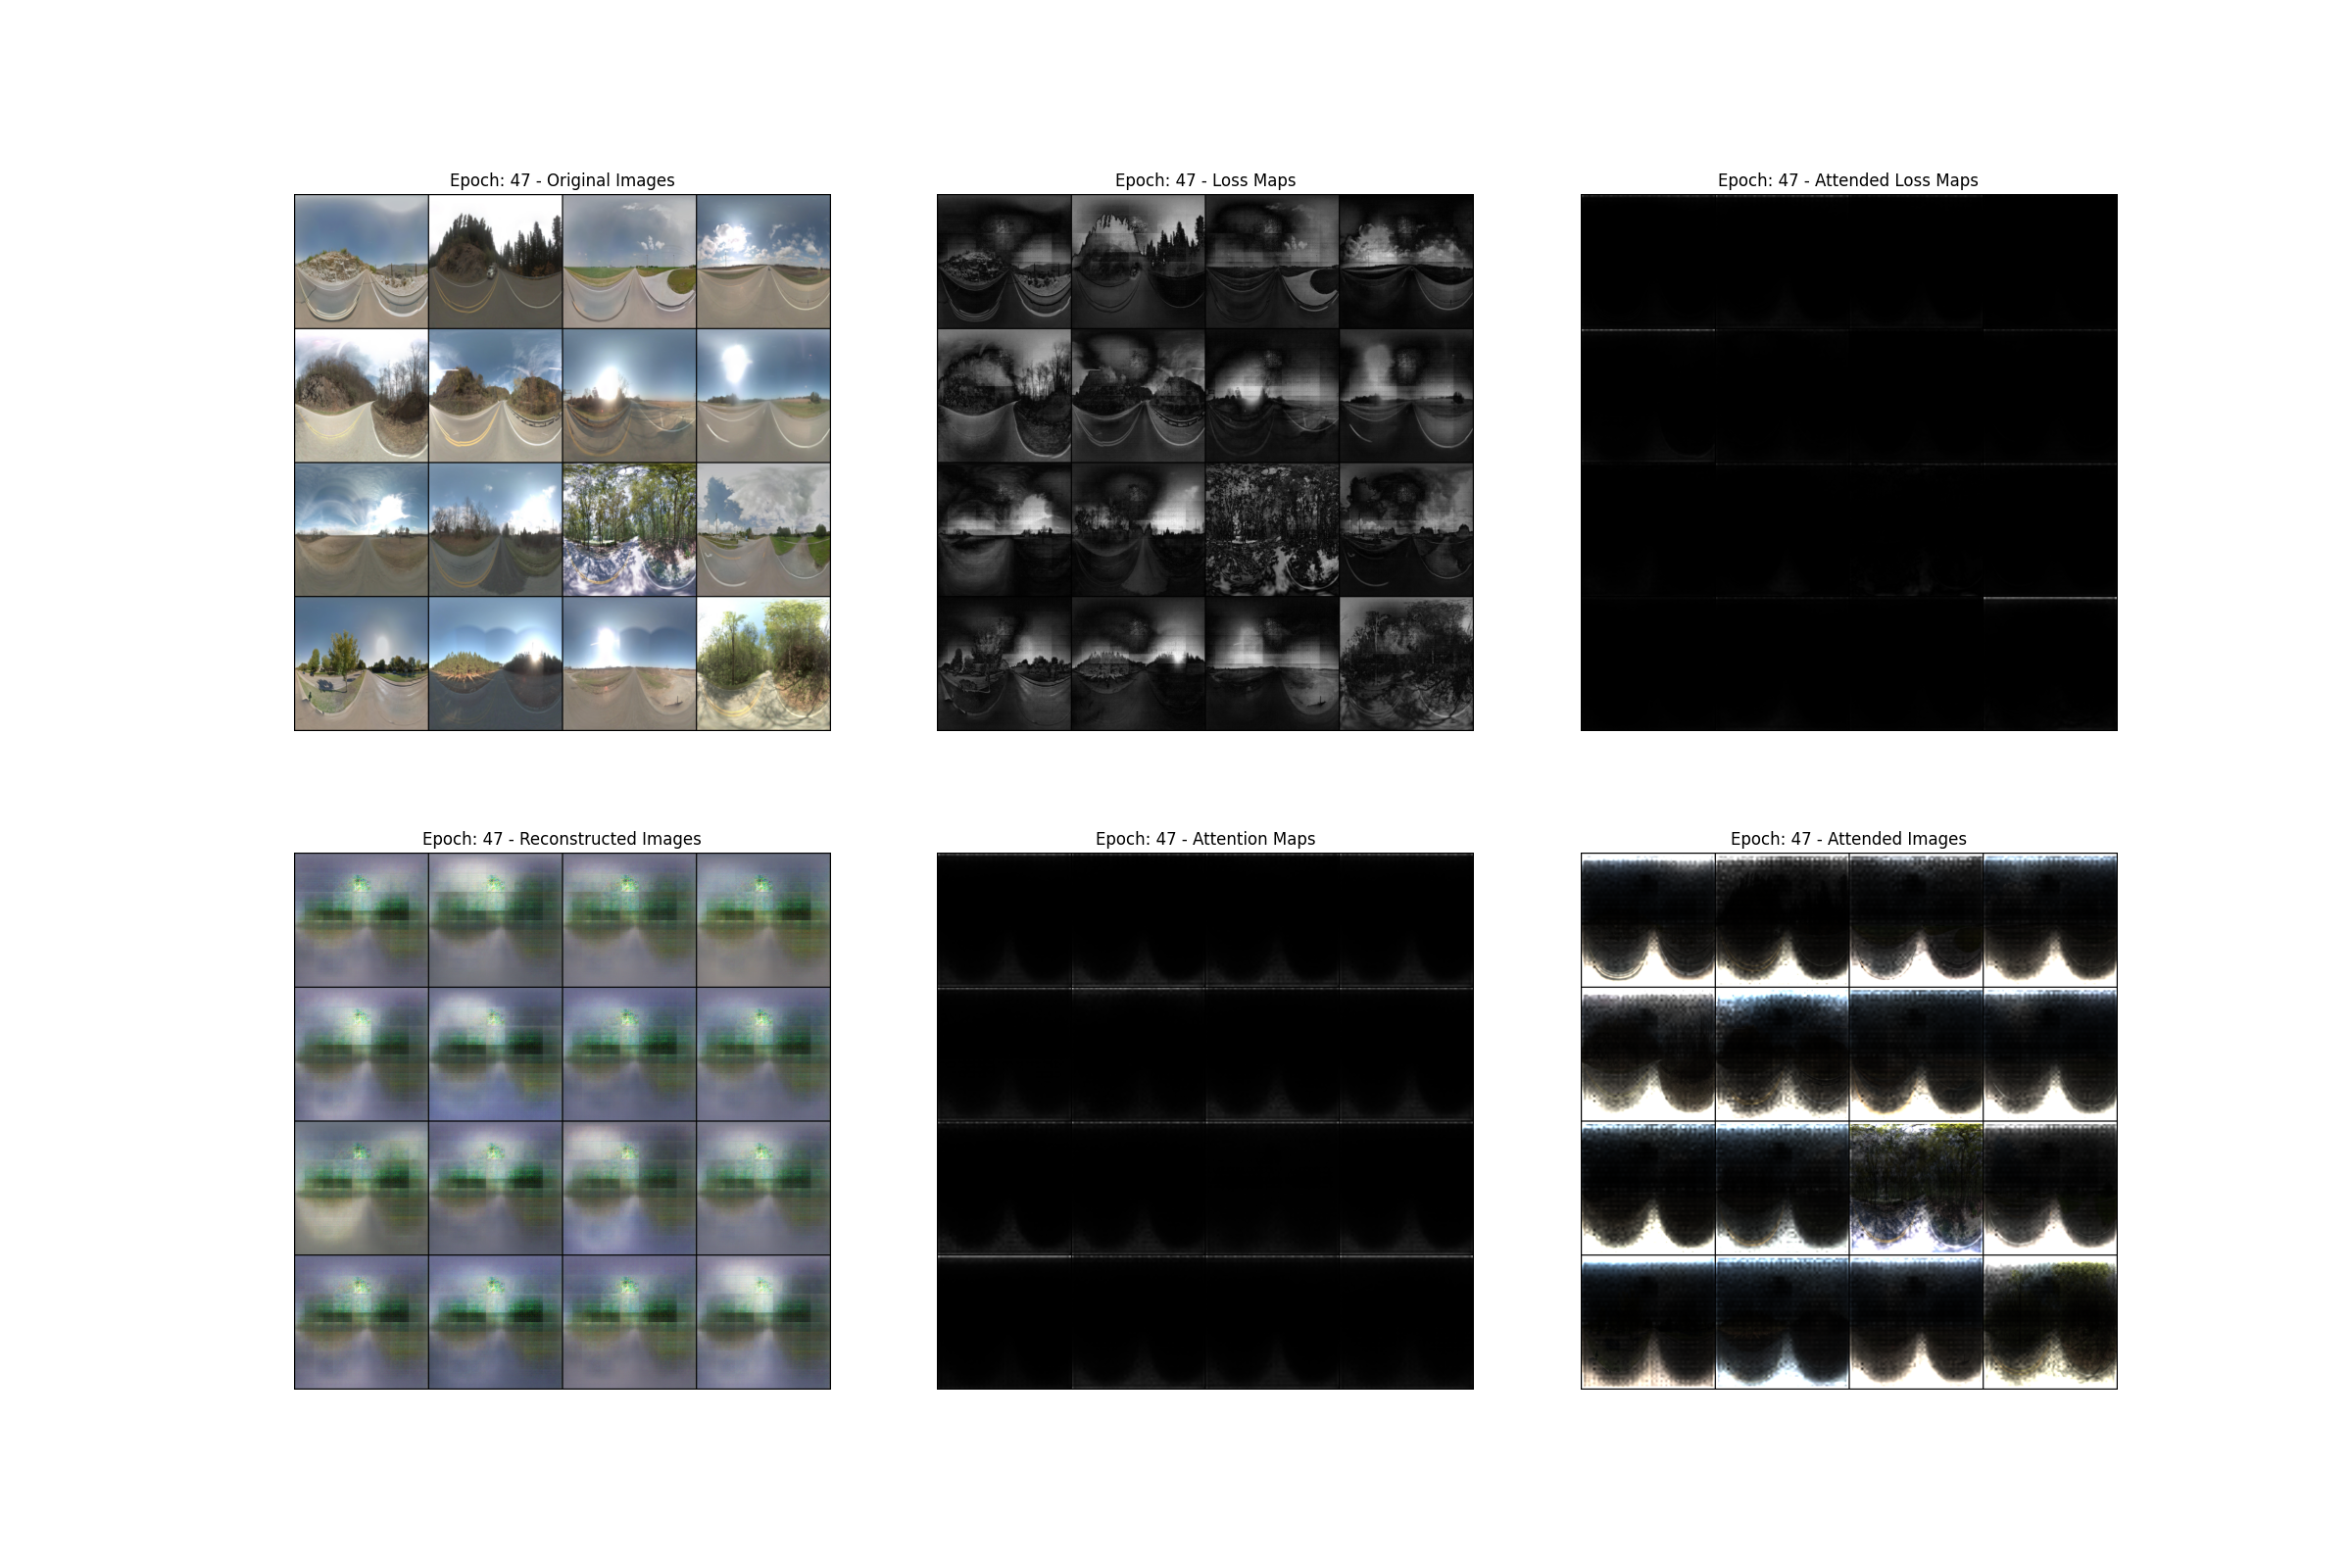 Epoch: 47 - Original Images
Epoch: 47 - Loss Maps
Epoch: 47 - Attended Loss Maps
Epoch: 47 - Reconstructed Images
Epoch: 47 - Attention Maps
Epoch: 47 - Attended Images